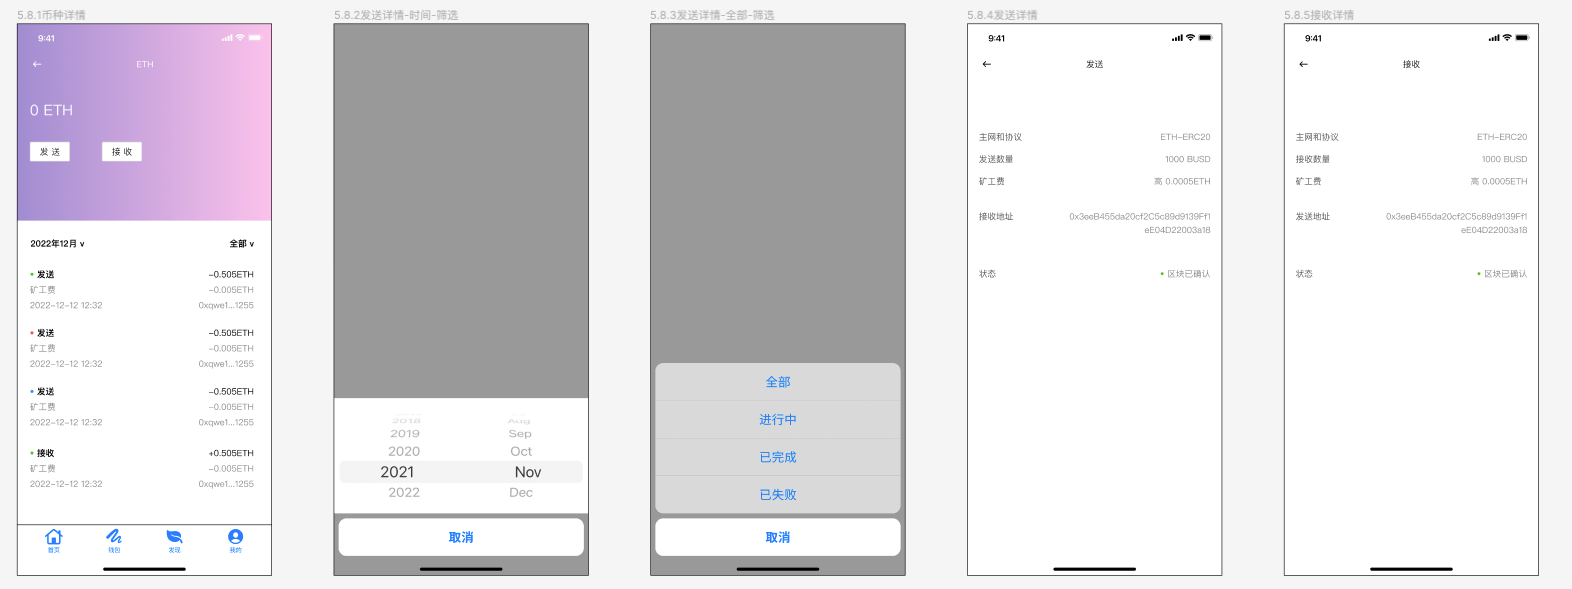 5.8.1币种详情
9:41
ETH
0 ETH
发 送
接 收
2022年12月 ∨
全部 ∨
发送
-0.505ETH
矿工费
-0.005ETH
2022-12-12 12:32
0xqwe1...1255
发送
-0.505ETH
矿工费
-0.005ETH
2022-12-12 12:32
0xqwe1...1255
发送
-0.505ETH
矿工费
-0.005ETH
2022-12-12 12:32
0xqwe1...1255
接收
+0.505ETH
矿工费
-0.005ETH
2022-12-12 12:32
0xqwe1...1255
首页
钱包
发现
我的
5.8.2发送详情-时间-筛选
2018 Aug
2019 Sep
2020 Oct
2021 Nov
2022 Dec
取消
5.8.3发送详情-全部-筛选
全部
进行中
已完成
已失败
取消
5.8.4发送详情
9:41
发送
主网和协议
ETH-ERC20
发送数量
1000 BUSD
矿工费
高 0.0005ETH
接收地址
0x3eeB455da20cf2C5c89d9139Ff1
eE04D22003a18
状态
区块已确认
5.8.5接收详情
9:41
接收
主网和协议
ETH-ERC20
接收数量
1000 BUSD
矿工费
高 0.0005ETH
发送地址
0x3eeB455da20cf2C5c89d9139Ff1
eE04D22003a18
状态
区块已确认